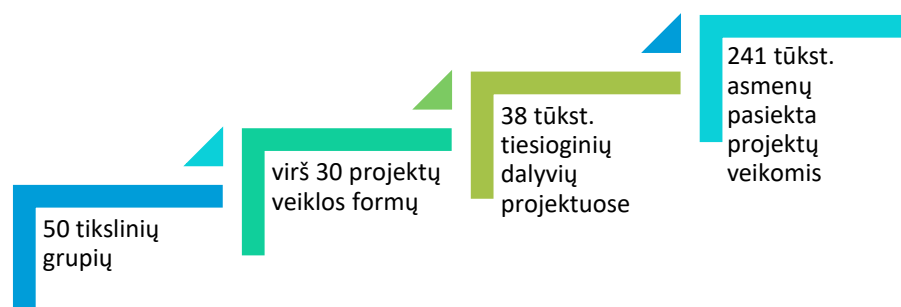 50 tikslinių
grupių
virš 30 projektų
veiklos formų
38 tūkst.
tiesioginių
dalyvių
projektuose
241 tūkst.
asmenų
pasiekta
projektų
veikomis